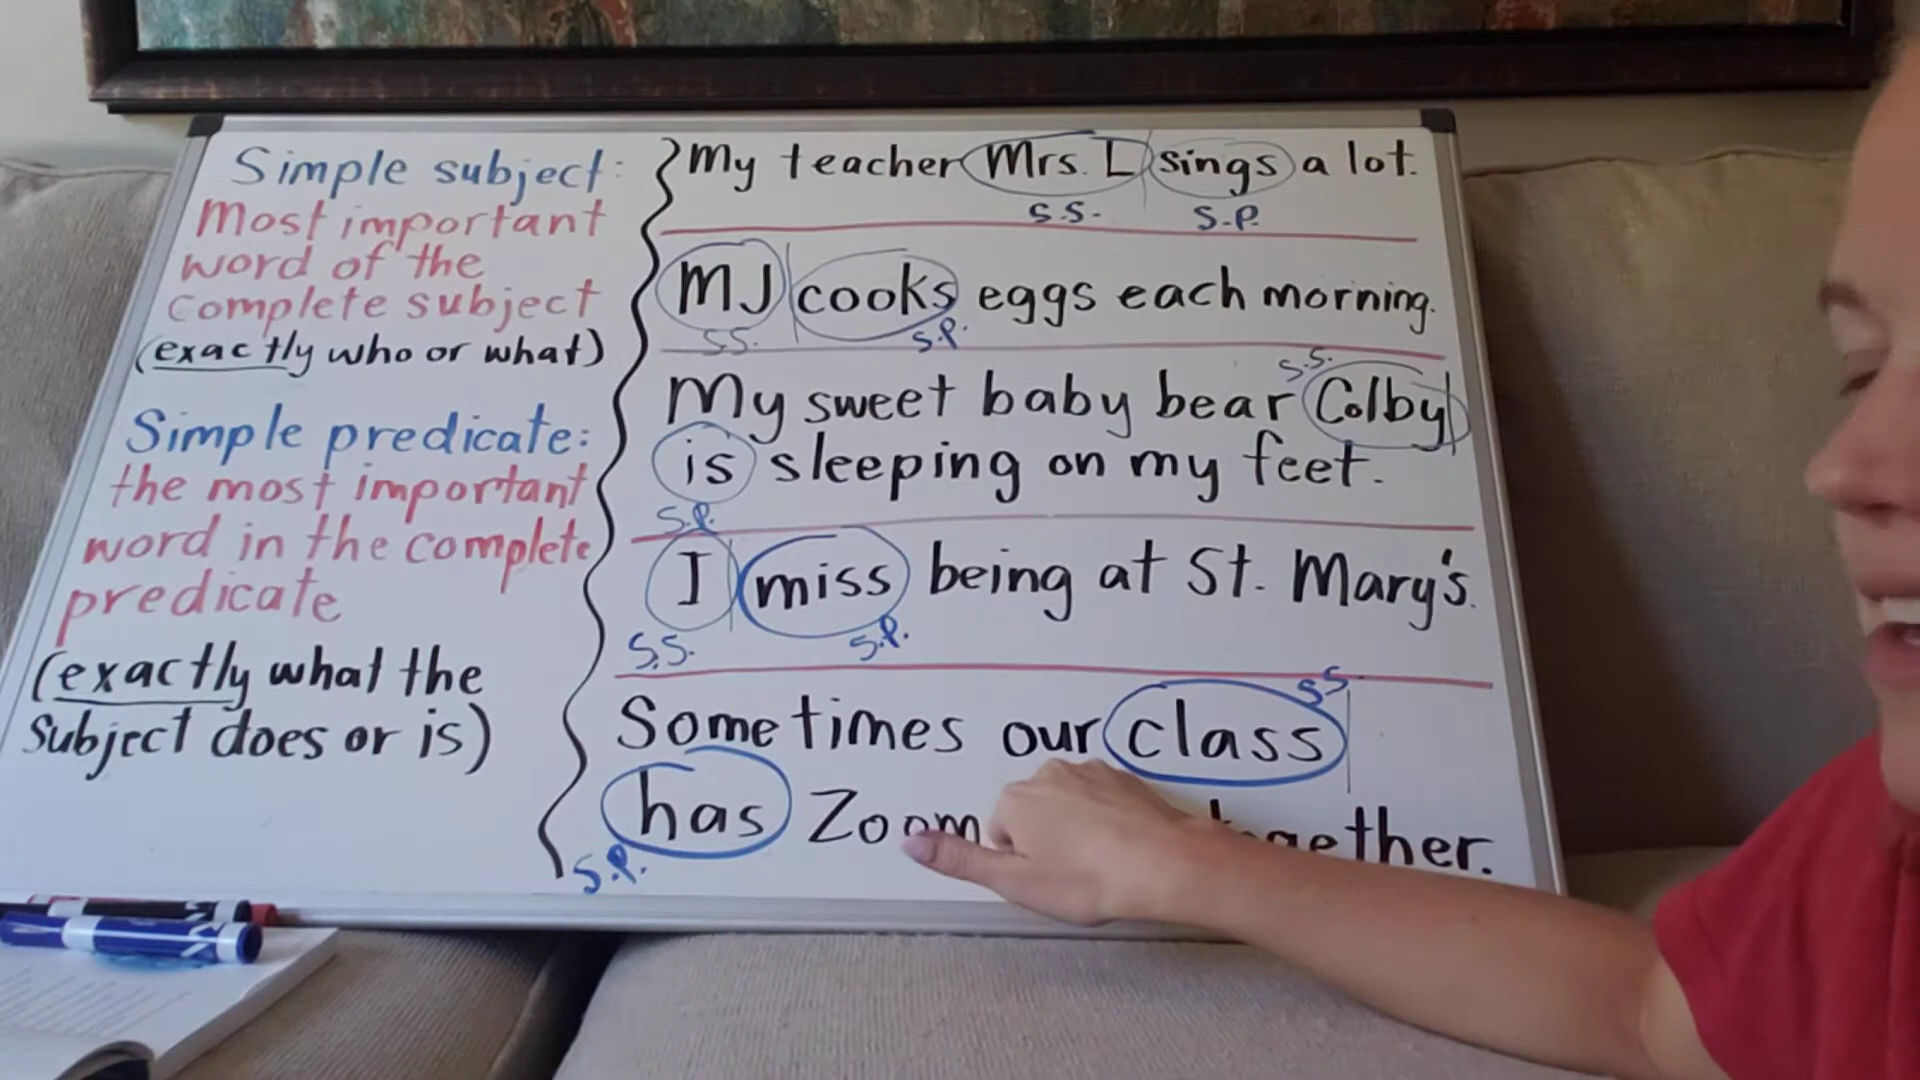 Simple subject:
Most important
word of the
complete subject
(exactly who or what)
Simple predicate:
the most important
word in the complete
predicate
(exactly what the
subject does or is)
My teacher Mrs. L sings a lot.
s.s. s.p.
MJ cooks eggs each morning.
s.s. s.p.
s.s.
My sweet baby bear Colby
is sleeping on my feet.
s.p.
I miss being at St. Mary's.
s.s. s.p.
s.s.
Sometimes our class
has Zoom
s.p.